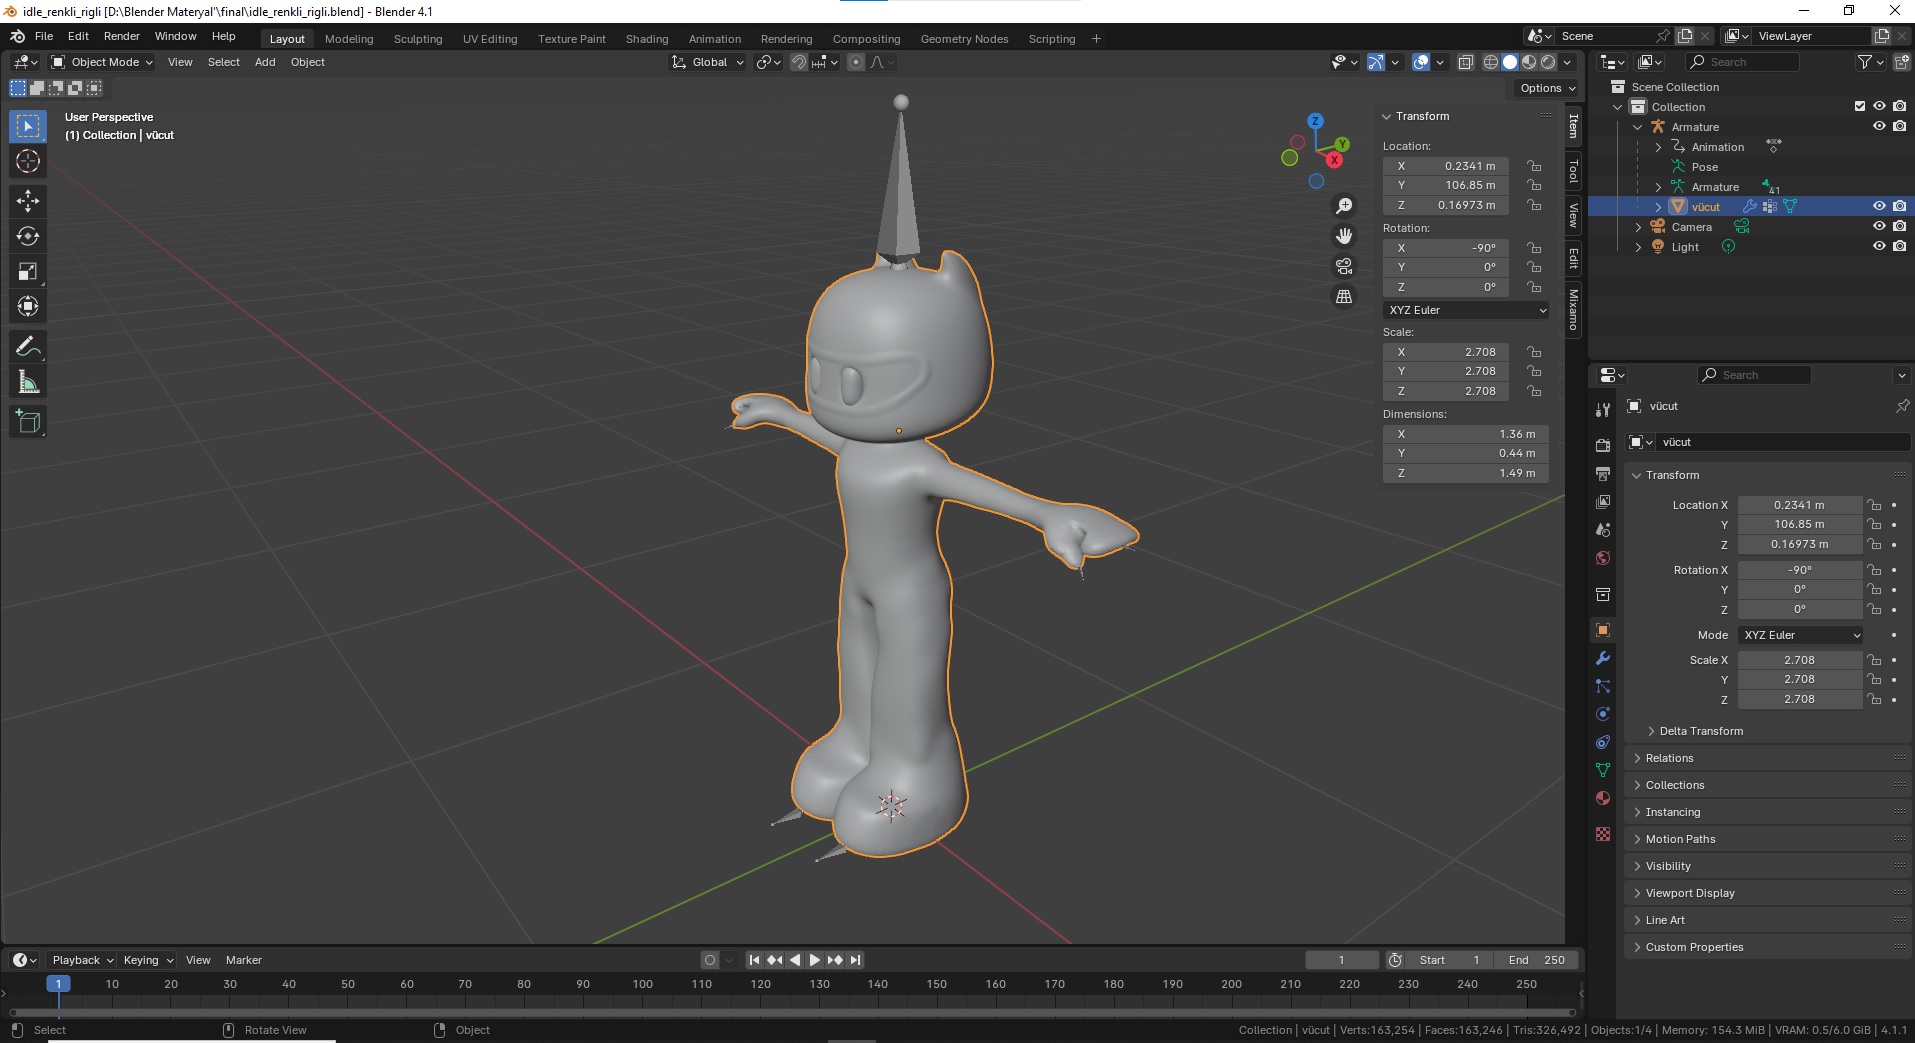 idle_renkli_rigli [D:\Blender Materyal'\final\idle_renkli_rigli.blend] - Blender 4.1
File Edit Render Window Help Layout Modeling Sculpting UV Editing Texture Paint Shading Animation Rendering Compositing Geometry Nodes Scripting + Scene ViewLayer
Object Mode View Select Add Object Global Search
Options
User Perspective
(1) Collection | vücut
Z
Y
X
Transform
Location:
X 0.2341 m
Y 106.85 m
Z 0.16973 m
Rotation:
X -90°
Y 0°
Z 0°
XYZ Euler
Scale:
X 2.708
Y 2.708
Z 2.708
Dimensions:
X 1.36 m
Y 0.44 m
Z 1.49 m
Item
Tool
View
Edit
Mixamo
Scene Collection
Collection
Armature
Animation
Pose
Armature 41
vücut
Camera
Light
Search
vücut
vücut
Transform
Location X 0.2341 m
Y 106.85 m
Z 0.16973 m
Rotation X -90°
Y 0°
Z 0°
Mode XYZ Euler
Scale X 2.708
Y 2.708
Z 2.708
Delta Transform
Relations
Collections
Instancing
Motion Paths
Visibility
Viewport Display
Line Art
Custom Properties
Playback Keying View Marker 1 Start 1 End 250
1 10 20 30 40 50 60 70 80 90 100 110 120 130 140 150 160 170 180 190 200 210 220 230 240 250
Select Rotate View Object Collection | vücut | Verts:163,254 | Faces:163,246 | Tris:326,492 | Objects:1/4 | Memory: 154.3 MiB | VRAM: 0.5/6.0 GiB | 4.1.1